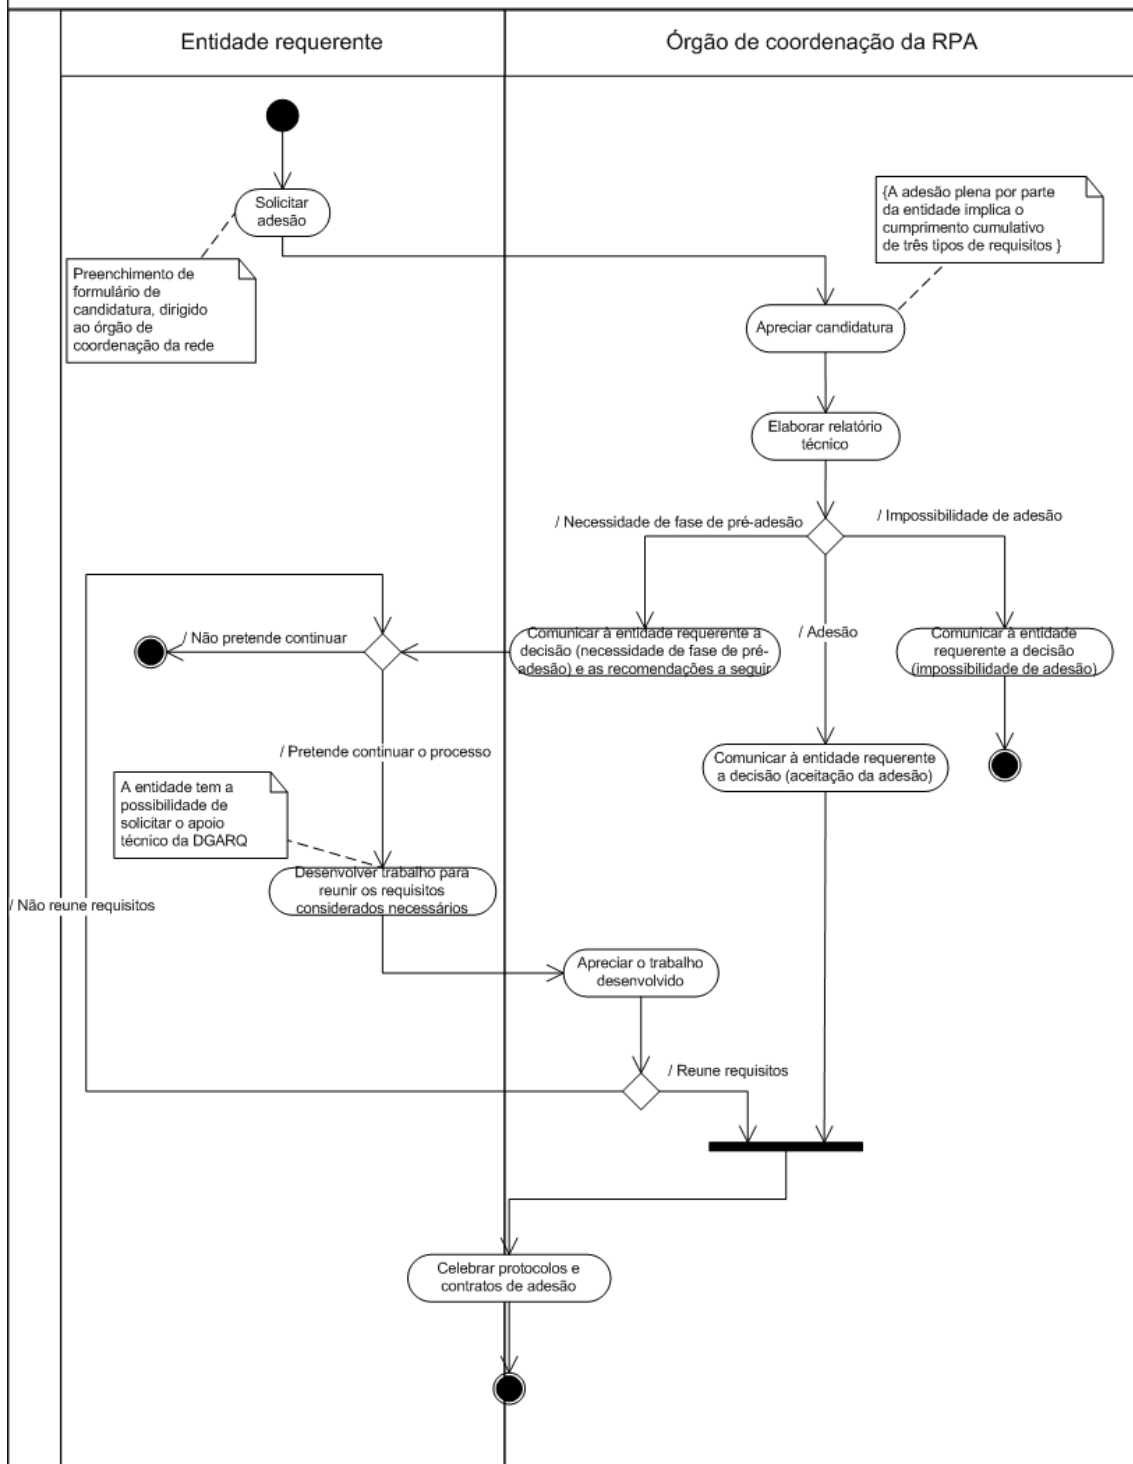 Entidade requerente
Órgão de coordenação da RPA
Solicitar
adesão
{A adesão plena por parte
da entidade implica o
cumprimento cumulativo
de três tipos de requisitos }
Preenchimento de
formulário de
candidatura, dirigido
ao órgão de
coordenação da rede
Apreciar candidatura
Elaborar relatório
técnico
/ Necessidade de fase de pré-adesão
/ Impossibilidade de adesão
/ Não pretende continuar
Comunicar à entidade requerente a
decisão (necessidade de fase de pré-
adesão) e as recomendações a seguir
/ Adesão
Comunicar à entidade
requerente a decisão
(impossibilidade de adesão)
/ Pretende continuar o processo
Comunicar à entidade requerente
a decisão (aceitação da adesão)
A entidade tem a
possibilidade de
solicitar o apoio
técnico da DGARQ
Desenvolver trabalho para
reunir os requisitos
considerados necessários
/ Não reune requisitos
Apreciar o trabalho
desenvolvido
/ Reune requisitos
Celebrar protocolos e
contratos de adesão